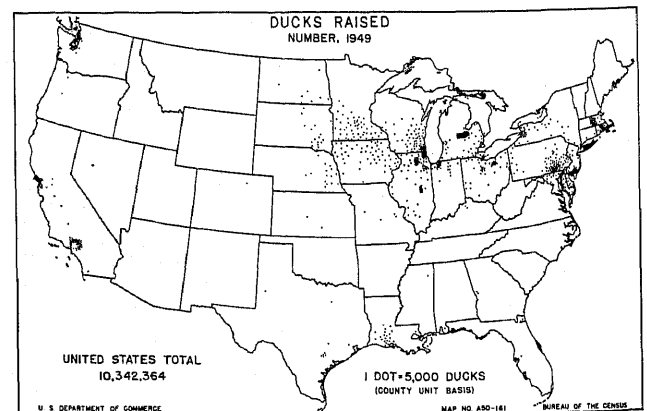 DUCKS RAISED
NUMBER, 1949
UNITED STATES TOTAL
10,342,364
1 DOT=5,000 DUCKS
(COUNTY UNIT BASIS)
U. S. DEPARTMENT OF COMMERCE
MAP NO. A50-161
BUREAU OF THE CENSUS